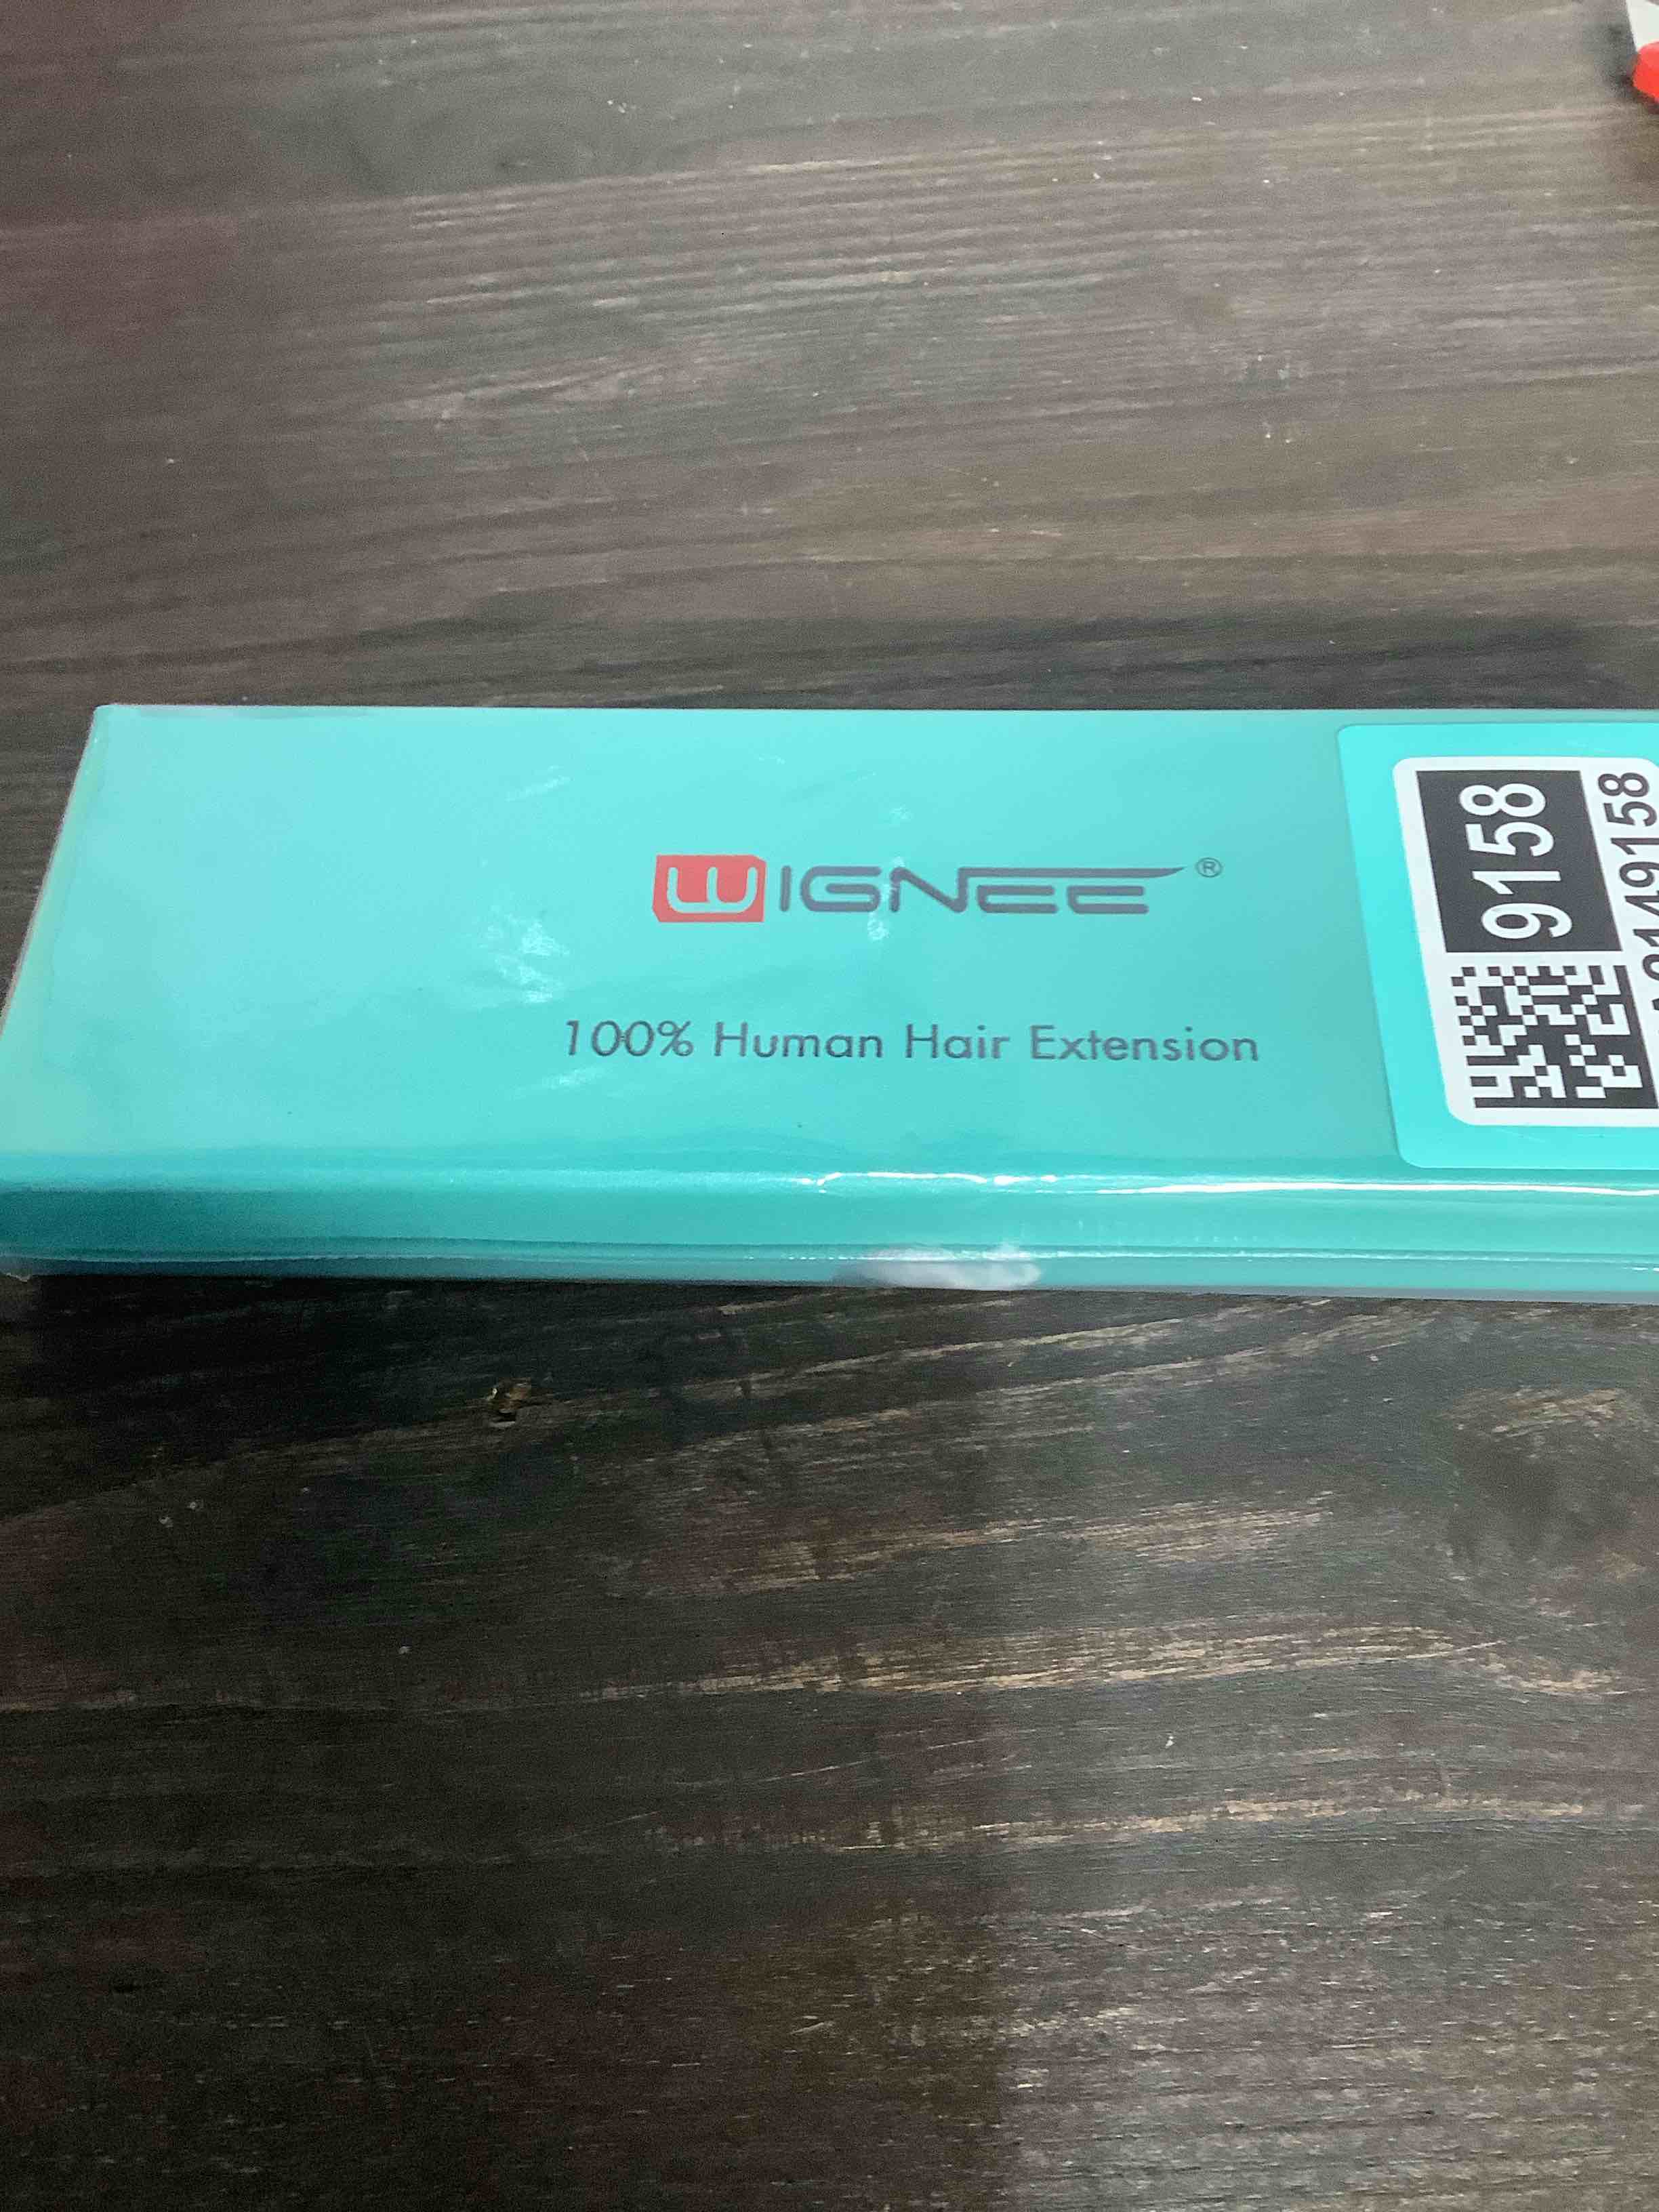 WIGNEE®
100% Human Hair Extension
9158